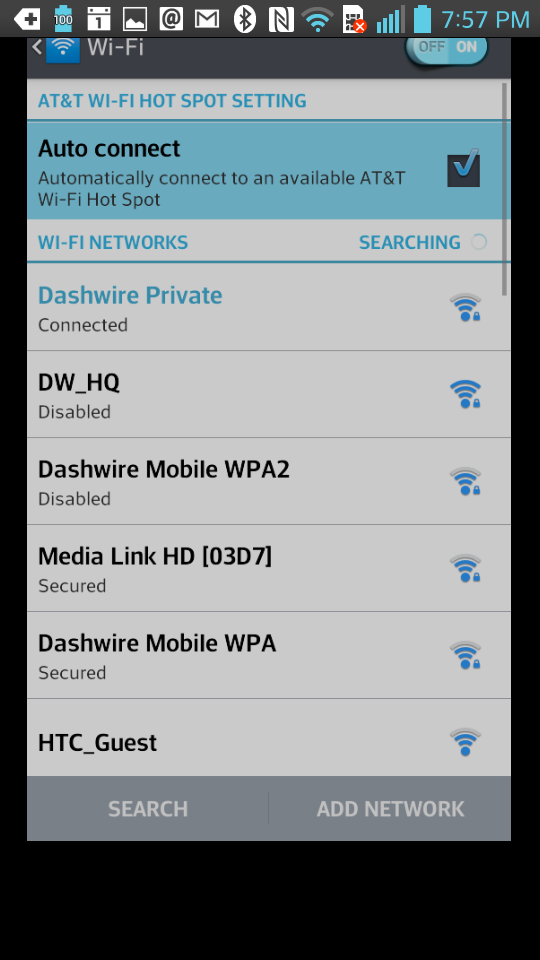 100
1
@
N
7:57 PM
Wi-Fi
OFF ON
AT&T WI-FI HOT SPOT SETTING
Auto connect
Automatically connect to an available AT&T
Wi-Fi Hot Spot
WI-FI NETWORKS SEARCHING
Dashwire Private
Connected
DW_HQ
Disabled
Dashwire Mobile WPA2
Disabled
Media Link HD [03D7]
Secured
Dashwire Mobile WPA
Secured
HTC_Guest
SEARCH ADD NETWORK